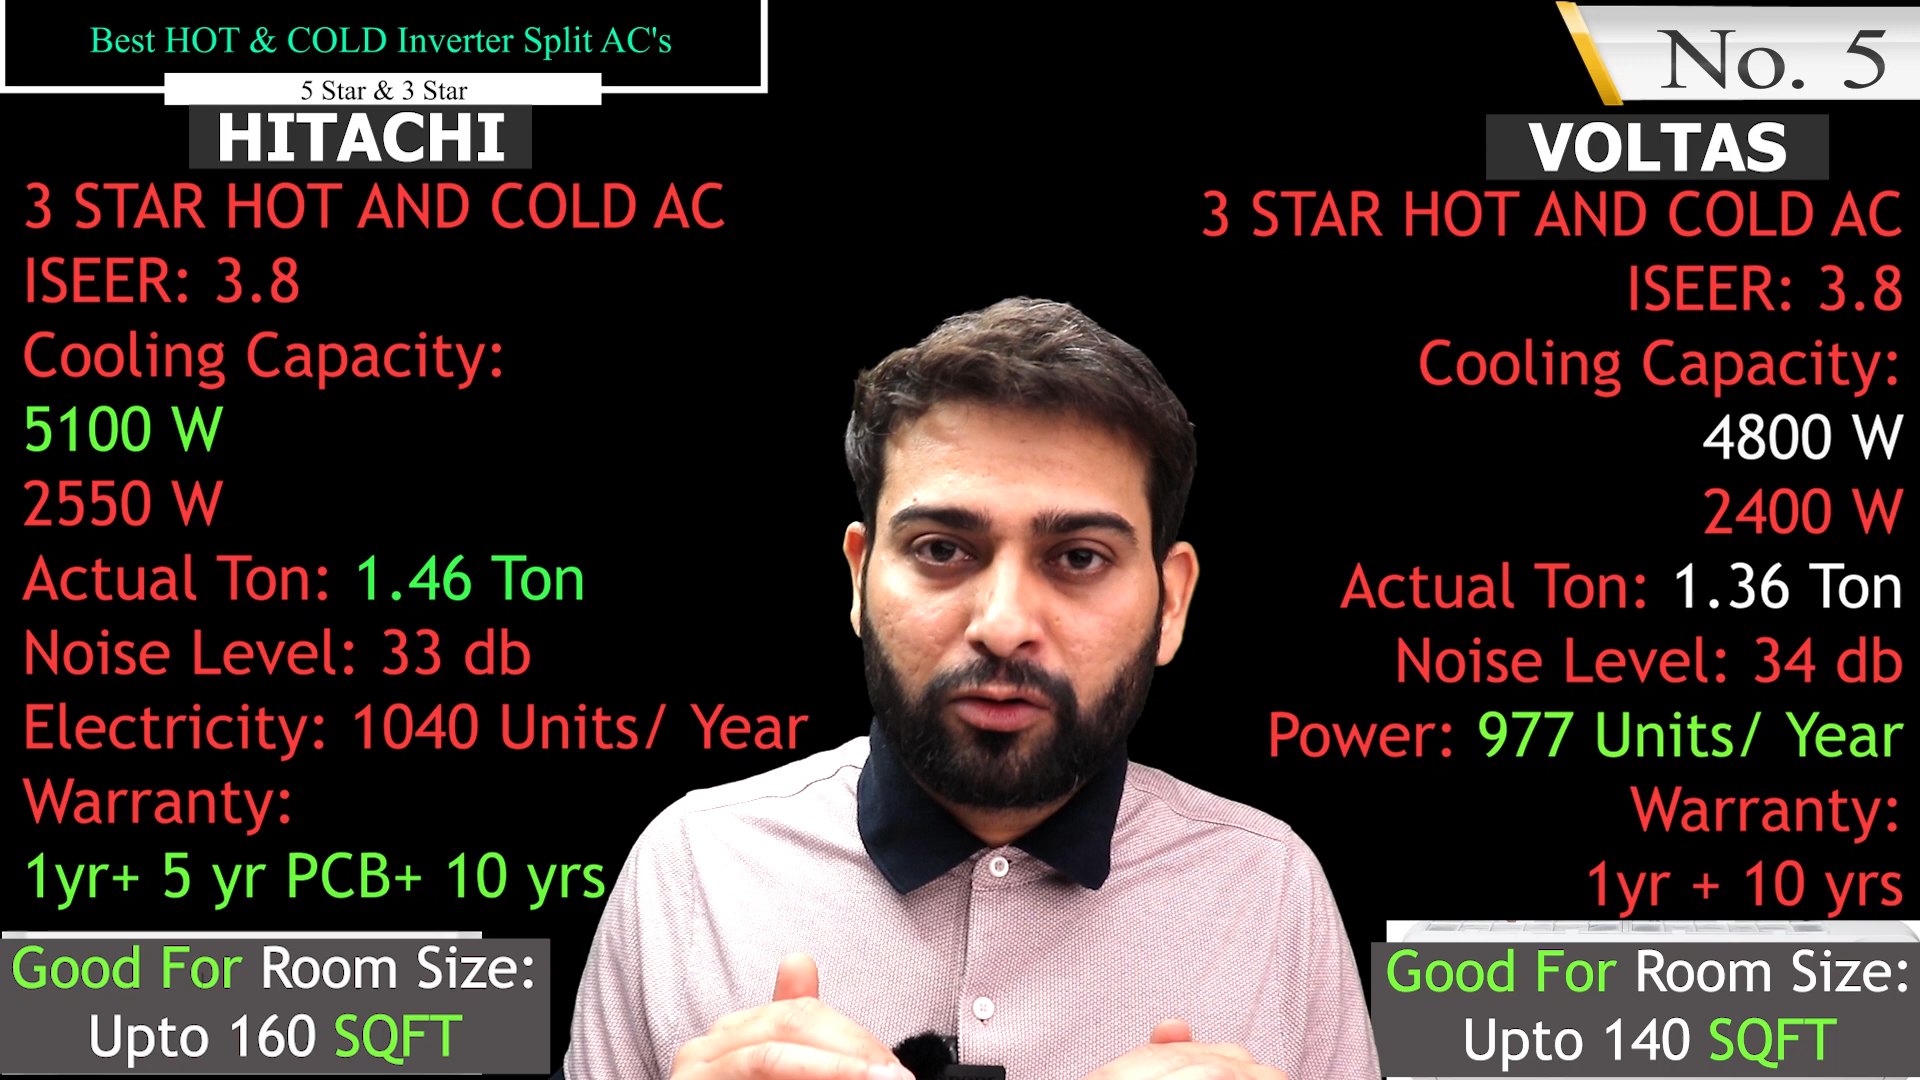 Best HOT & COLD Inverter Split AC's
5 Star & 3 Star
No. 5
HITACHI
3 STAR HOT AND COLD AC
ISEER: 3.8
Cooling Capacity:
5100 W
2550 W
Actual Ton: 1.46 Ton
Noise Level: 33 db
Electricity: 1040 Units/ Year
Warranty:
1yr+ 5 yr PCB+ 10 yrs
Good For Room Size:
Upto 160 SQFT
VOLTAS
3 STAR HOT AND COLD AC
ISEER: 3.8
Cooling Capacity:
4800 W
2400 W
Actual Ton: 1.36 Ton
Noise Level: 34 db
Power: 977 Units/ Year
Warranty:
1yr + 10 yrs
Good For Room Size:
Upto 140 SQFT